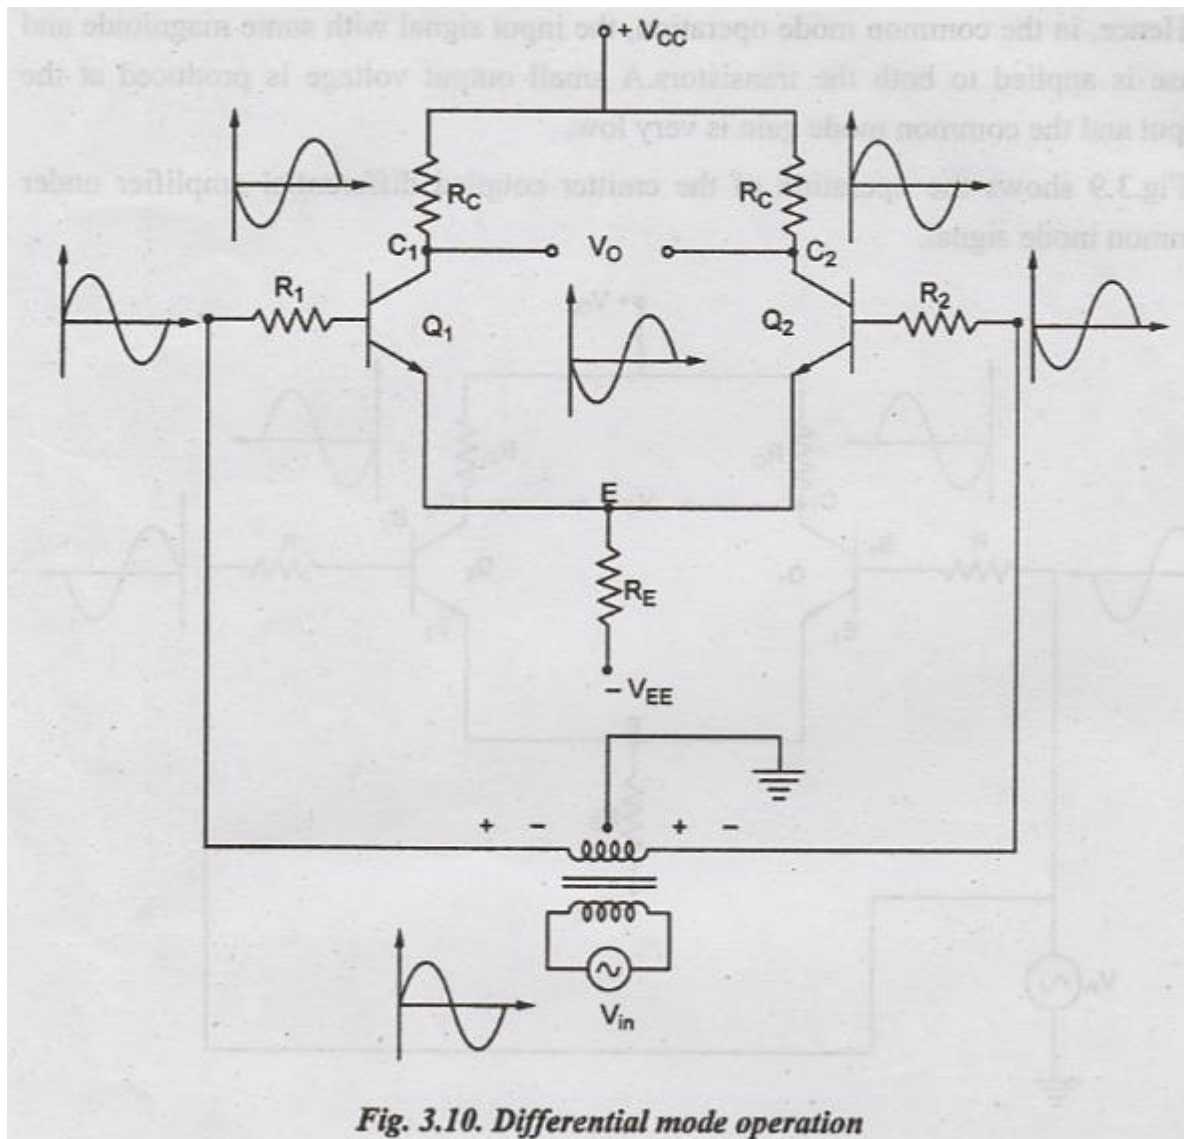 Hence, in the common mode operation, the input signal with some magnitude and
se is applied to both the transistors.A small output voltage is produced at the
put and the common mode gain is very low.
Fig.3.9 shows the operation of the emitter coupled differential amplifier under
mmon mode signal.
+ VCC
RC
RC
C1
VO
C2
R1
R2
Q1
Q2
E
RE
– VEE
+ – + –
Vin
Fig. 3.10. Differential mode operation